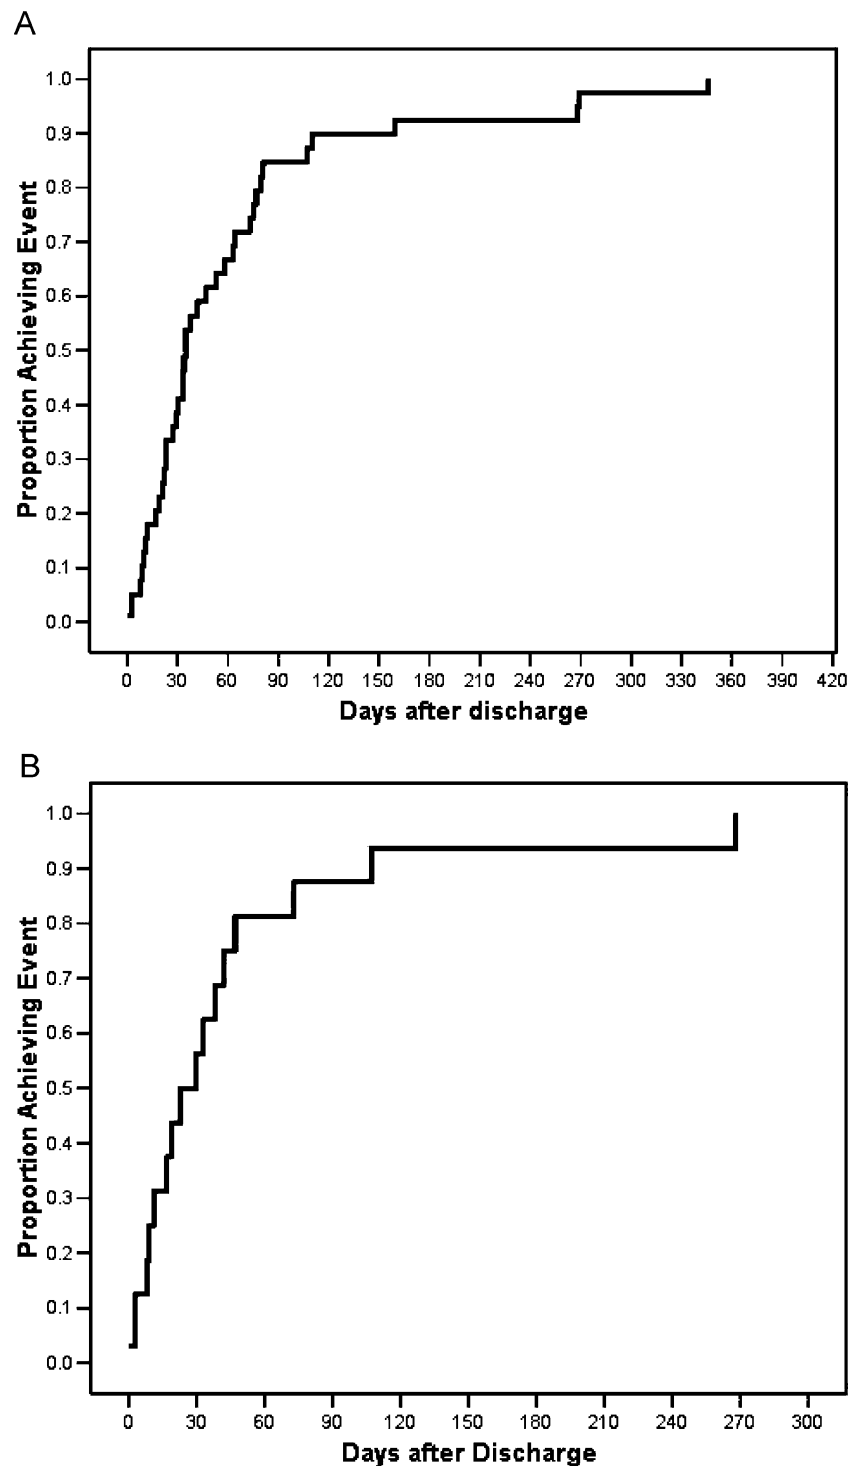 A
1.0
0.9
0.8
0.7
0.6
0.5
0.4
0.3
0.2
0.1
0.0
Proportion Achieving Event
0 30 60 90 120 150 180 210 240 270 300 330 360 390 420
Days after discharge
B
1.0
0.9
0.8
0.7
0.6
0.5
0.4
0.3
0.2
0.1
0.0
Proportion Achieving Event
0 30 60 90 120 150 180 210 240 270 300
Days after Discharge